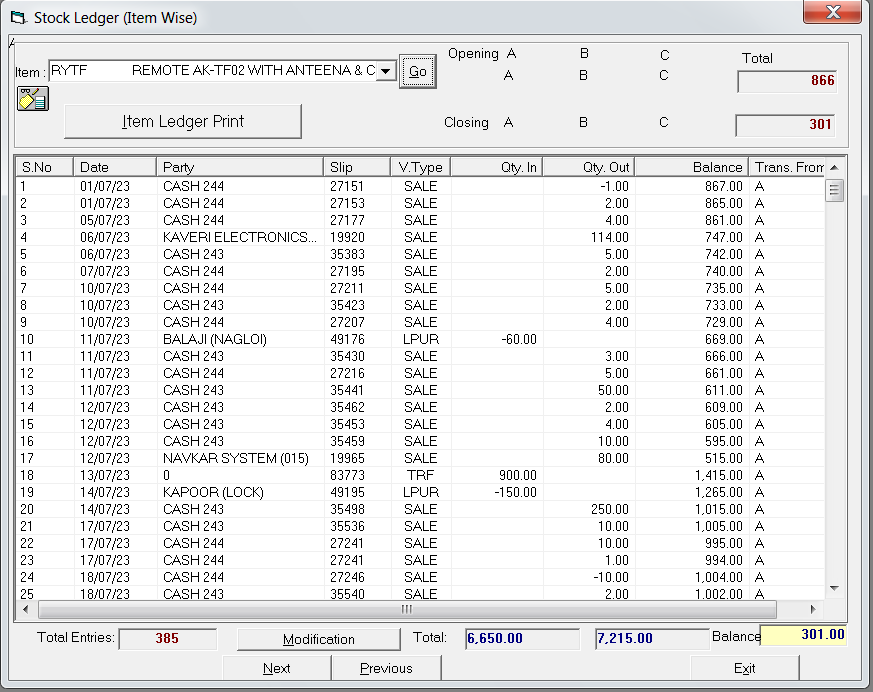 Stock Ledger (Item Wise)
Opening A B C Total
Item : RYTF REMOTE AK-TF02 WITH ANTEENA & C Go A B C 866
Item Ledger Print Closing A B C 301
S.No Date Party Slip V.Type Qty. In Qty. Out Balance Trans. From
1 01/07/23 CASH 244 27151 SALE -1.00 867.00 A
2 01/07/23 CASH 244 27153 SALE 2.00 865.00 A
3 05/07/23 CASH 244 27177 SALE 4.00 861.00 A
4 06/07/23 KAVERI ELECTRONICS... 19920 SALE 114.00 747.00 A
5 06/07/23 CASH 243 35383 SALE 5.00 742.00 A
6 07/07/23 CASH 244 27195 SALE 2.00 740.00 A
7 10/07/23 CASH 244 27211 SALE 5.00 735.00 A
8 10/07/23 CASH 243 35423 SALE 2.00 733.00 A
9 10/07/23 CASH 244 27207 SALE 4.00 729.00 A
10 11/07/23 BALAJI (NAGLOI) 49176 LPUR -60.00 669.00 A
11 11/07/23 CASH 243 35430 SALE 3.00 666.00 A
12 11/07/23 CASH 244 27216 SALE 5.00 661.00 A
13 11/07/23 CASH 243 35441 SALE 50.00 611.00 A
14 12/07/23 CASH 243 35462 SALE 2.00 609.00 A
15 12/07/23 CASH 243 35453 SALE 4.00 605.00 A
16 12/07/23 CASH 243 35459 SALE 10.00 595.00 A
17 12/07/23 NAVKAR SYSTEM (015) 19965 SALE 80.00 515.00 A
18 13/07/23 0 83773 TRF 900.00 1,415.00 A
19 14/07/23 KAPOOR (LOCK) 49195 LPUR -150.00 1,265.00 A
20 14/07/23 CASH 243 35498 SALE 250.00 1,015.00 A
21 17/07/23 CASH 243 35536 SALE 10.00 1,005.00 A
22 17/07/23 CASH 244 27241 SALE 10.00 995.00 A
23 17/07/23 CASH 244 27241 SALE 1.00 994.00 A
24 18/07/23 CASH 244 27246 SALE -10.00 1,004.00 A
25 18/07/23 CASH 243 35540 SALE 2.00 1,002.00 A
Total Entries: 385 Modification Total: 6,650.00 7,215.00 Balance 301.00
Next Previous Exit